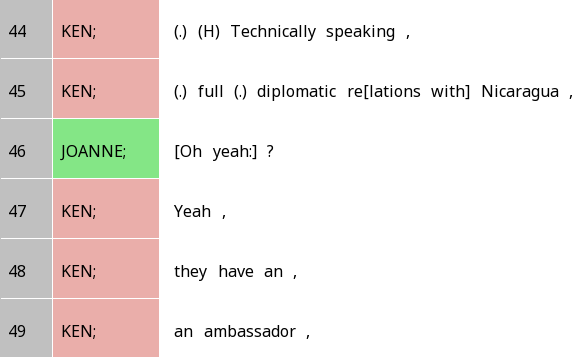 44 KEN; (.) (H) Technically speaking ,
45 KEN; (.) full (.) diplomatic re[lations with] Nicaragua ,
46 JOANNE; [Oh yeah:] ?
47 KEN; Yeah ,
48 KEN; they have an ,
49 KEN; an ambassador ,